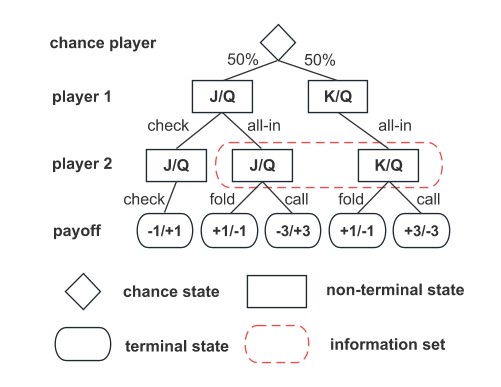 chance player
50% 50%
player 1 J/Q K/Q
check all-in all-in
player 2 J/Q J/Q K/Q
check fold call fold call
payoff -1/+1 +1/-1 -3/+3 +1/-1 +3/-3
chance state non-terminal state
terminal state information set